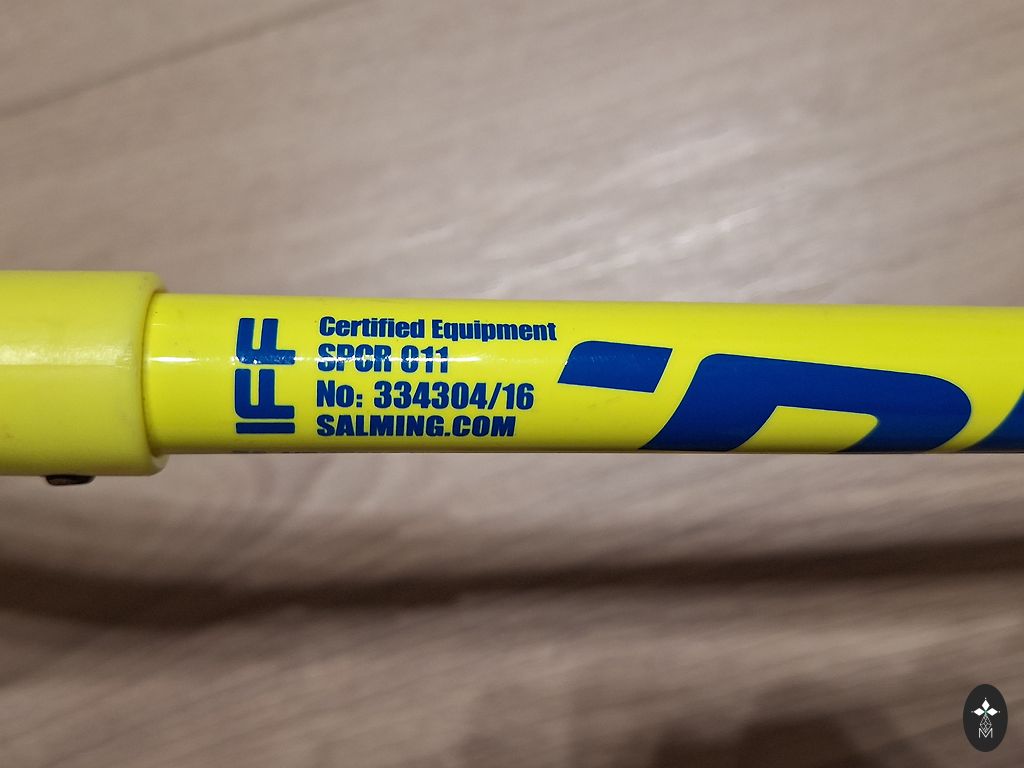 IFF
Certified Equipment
SPCR 011
No: 334304/16
SALMING.COM
M